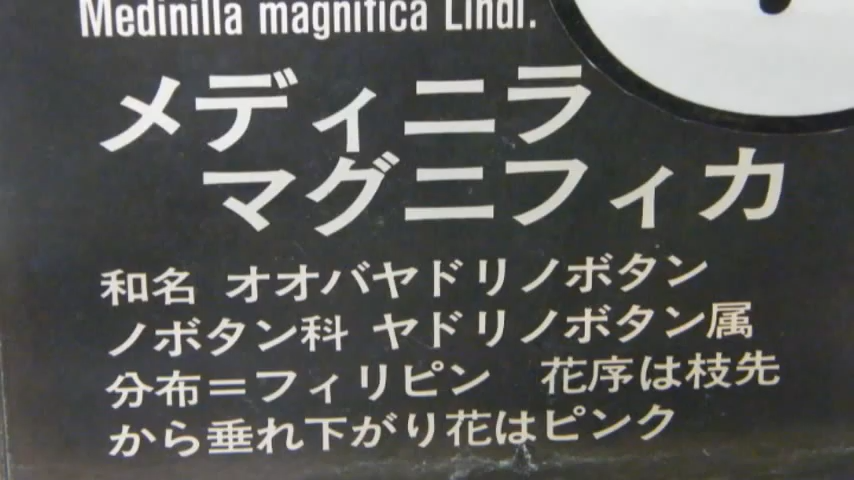 Medinilla magnifica Lindl.
メディニラ
マグニフィカ
和名 オオバヤドリノボタン
ノボタン科 ヤドリノボタン属
分布=フィリピン 花序は枝先
から垂れ下がり花はピンク